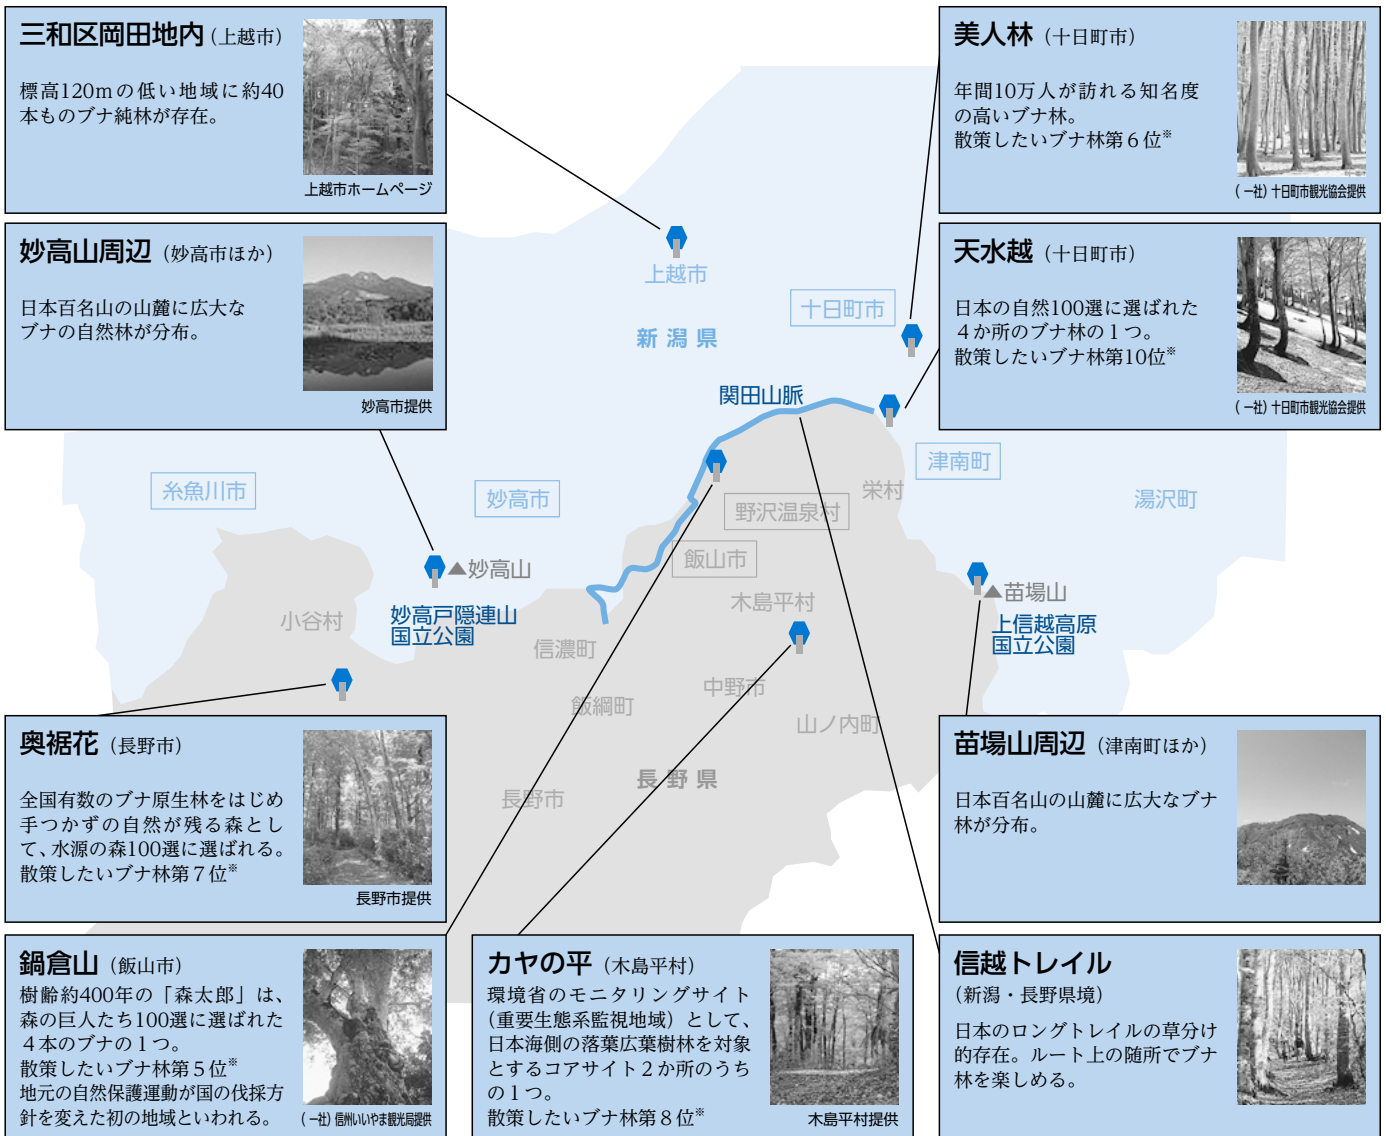 三和区岡田地内（上越市）
標高120ｍの低い地域に約40
本ものブナ純林が存在。
上越市ホームページ
美人林（十日町市）
年間10万人が訪れる知名度
の高いブナ林。
散策したいブナ林第６位※
（一社）十日町市観光協会提供
妙高山周辺（妙高市ほか）
日本百名山の山麓に広大な
ブナの自然林が分布。
妙高市提供
天水越（十日町市）
日本の自然100選に選ばれた
４か所のブナ林の１つ。
散策したいブナ林第10位※
（一社）十日町市観光協会提供
上越市
十日町市
新潟県
関田山脈
津南町
糸魚川市
妙高市
栄村
湯沢町
野沢温泉村
飯山市
▲妙高山
▲苗場山
木島平村
小谷村
妙高戸隠連山
国立公園
上信越高原
国立公園
信濃町
中野市
飯綱町
山ノ内町
長野県
長野市
奥裾花（長野市）
全国有数のブナ原生林をはじめ
手つかずの自然が残る森とし
て、水源の森100選に選ばれる。
散策したいブナ林第７位※
長野市提供
苗場山周辺（津南町ほか）
日本百名山の山麓に広大なブナ
林が分布。
鍋倉山（飯山市）
樹齢約400年の「森太郎」は、
森の巨人たち100選に選ばれた
４本のブナの１つ。
散策したいブナ林第５位※
地元の自然保護運動が国の伐採方
針を変えた初の地域といわれる。
（一社）信州いいやま観光局提供
カヤの平（木島平村）
環境省のモニタリングサイト
（重要生態系監視地域）として、
日本海側の落葉広葉樹林を対象
とするコアサイト２か所のうち
の１つ。
散策したいブナ林第８位※
木島平村提供
信越トレイル
（新潟・長野県境）
日本のロングトレイルの草分け
的存在。ルート上の随所でブナ
林を楽しめる。